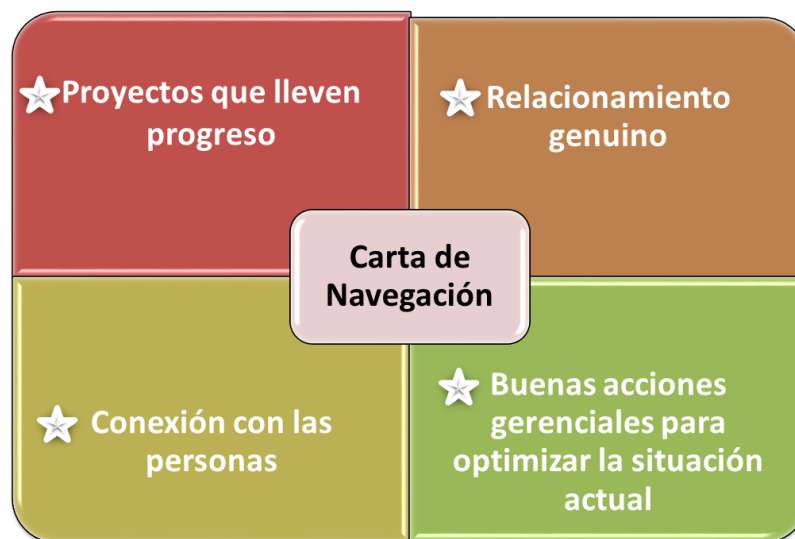 Proyectos que lleven
progreso
Relacionamiento
genuino
Carta de
Navegación
Conexión con las
personas
Buenas acciones
gerenciales para
optimizar la situación
actual